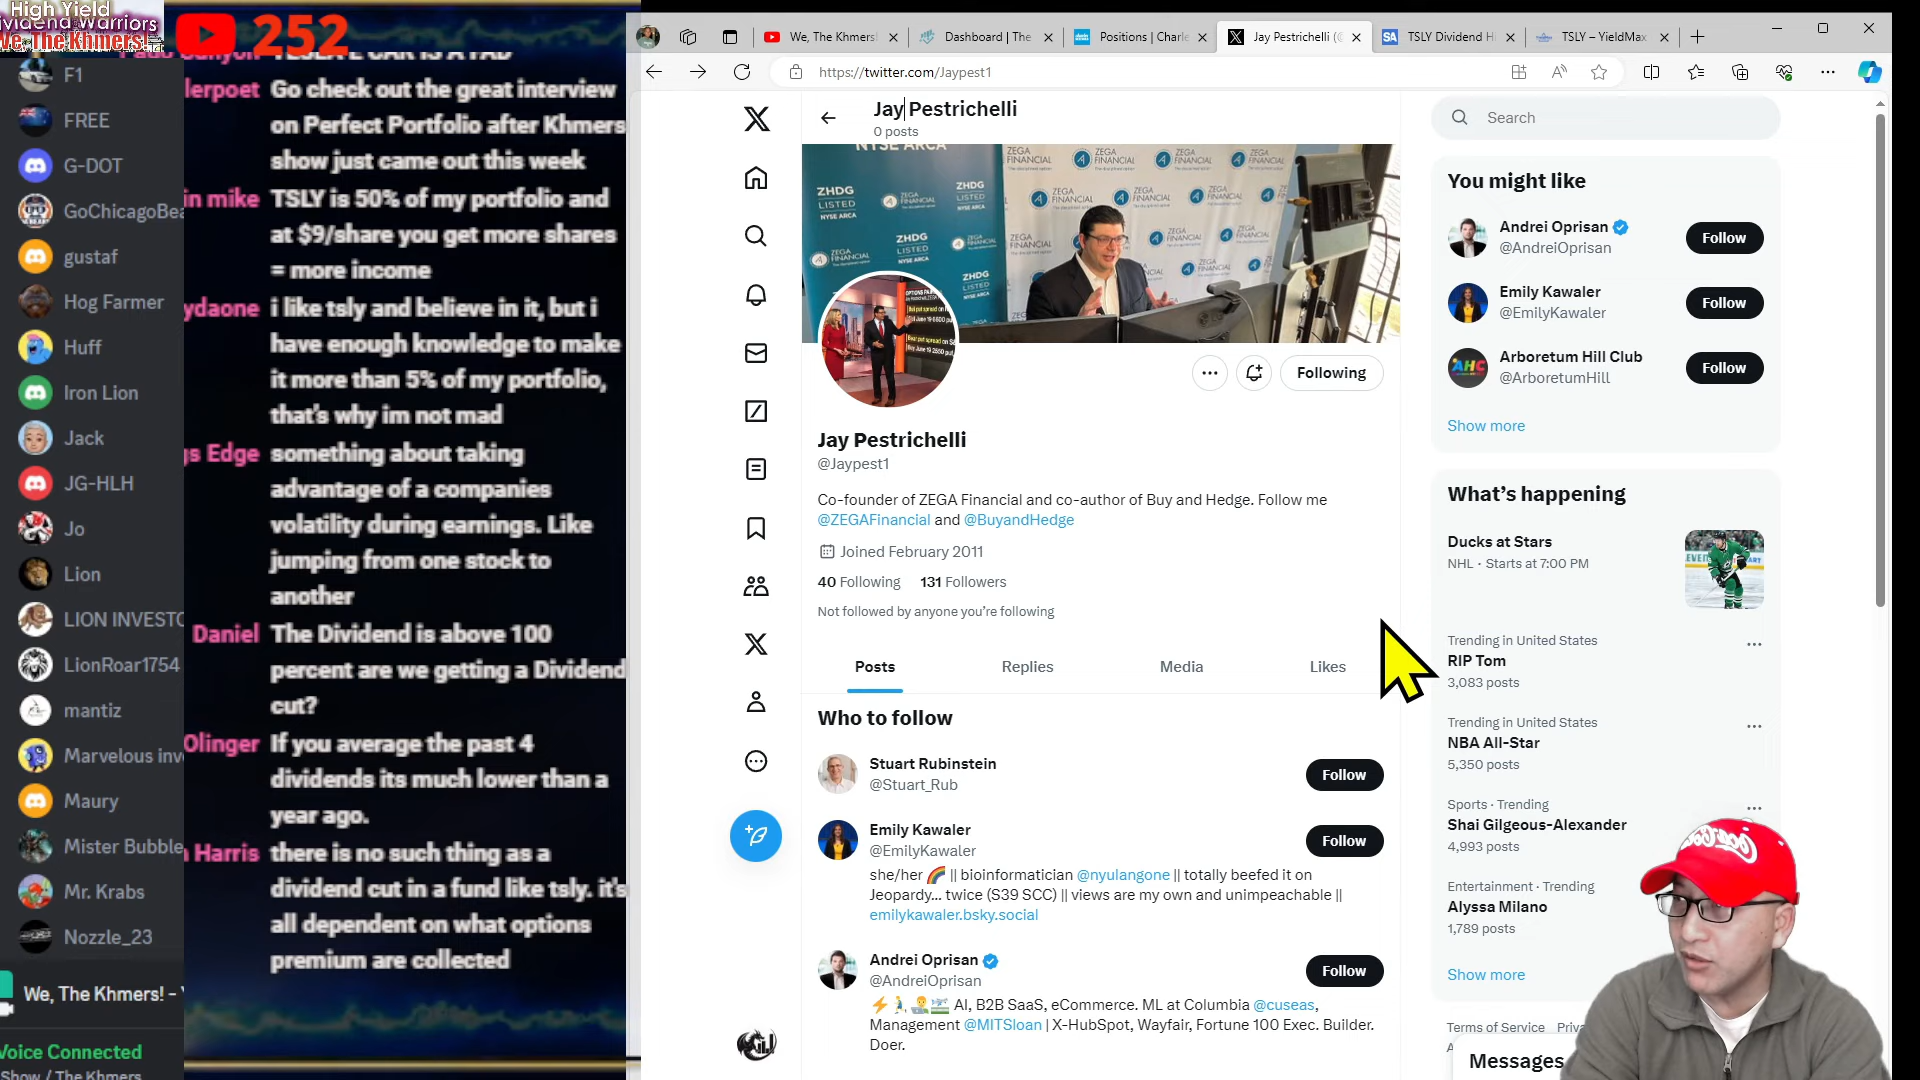 High Yield
Dividend Warriors
We, The Khmers!
252
F1
FREE
G-DOT
GoChicagoBea
gustaf
Hog Farmer
Huff
Iron Lion
Jack
JG-HLH
Jo
Lion
LION INVESTO
LionRoar1754
mantiz
Marvelous inv
Maury
Mister Bubble
Mr. Krabs
Nozzle_23
We, The Khmers! -
Voice Connected
Show / The Khmers
lerpoet Go check out the great interview
on Perfect Portfolio after Khmers
show just came out this week
in mike TSLY is 50% of my portfolio and
at $9/share you get more shares
= more income
ydaone i like tsly and believe in it, but i
have enough knowledge to make
it more than 5% of my portfolio,
that's why im not mad
gs Edge something about taking
advantage of a companies
volatility during earnings. Like
jumping from one stock to
another
Daniel The Dividend is above 100
percent are we getting a Dividend
cut?
Olinger If you average the past 4
dividends its much lower than a
year ago.
Harris there is no such thing as a
dividend cut in a fund like tsly. it's
all dependent on what options
premium are collected
We, The Khmers!
Dashboard | The
Positions | Charle
Jay Pestrichelli (@
SA TSLY Dividend H
TSLY – YieldMax
https://twitter.com/Jaypest1
Jay Pestrichelli
0 posts
NYSE ARCA
ZHDG
LISTED
NYSE ARCA
ZEGA
FINANCIAL
Following
Jay Pestrichelli
@Jaypest1
Co-founder of ZEGA Financial and co-author of Buy and Hedge. Follow me
@ZEGAFinancial and @BuyandHedge
Joined February 2011
40 Following 131 Followers
Not followed by anyone you're following
Posts Replies Media Likes
Who to follow
Stuart Rubinstein
@Stuart_Rub
Follow
Emily Kawaler
@EmilyKawaler
Follow
she/her 🌈 || bioinformatician @nyulangone || totally beefed it on
Jeopardy... twice (S39 SCC) || views are my own and unimpeachable ||
emilykawaler.bsky.social
Andrei Oprisan
@AndreiOprisan
Follow
AI, B2B SaaS, eCommerce. ML at Columbia @cuseas,
Management @MITSloan | X-HubSpot, Wayfair, Fortune 100 Exec. Builder.
Doer.
Search
You might like
Andrei Oprisan
@AndreiOprisan
Follow
Emily Kawaler
@EmilyKawaler
Follow
AHC
Arboretum Hill Club
@ArboretumHill
Follow
Show more
What's happening
Ducks at Stars
NHL · Starts at 7:00 PM
Trending in United States
RIP Tom
3,083 posts
Trending in United States
NBA All-Star
5,350 posts
Sports · Trending
Shai Gilgeous-Alexander
4,993 posts
Entertainment · Trending
Alyssa Milano
1,789 posts
Show more
Terms of Service
Messages
Coca-Cola